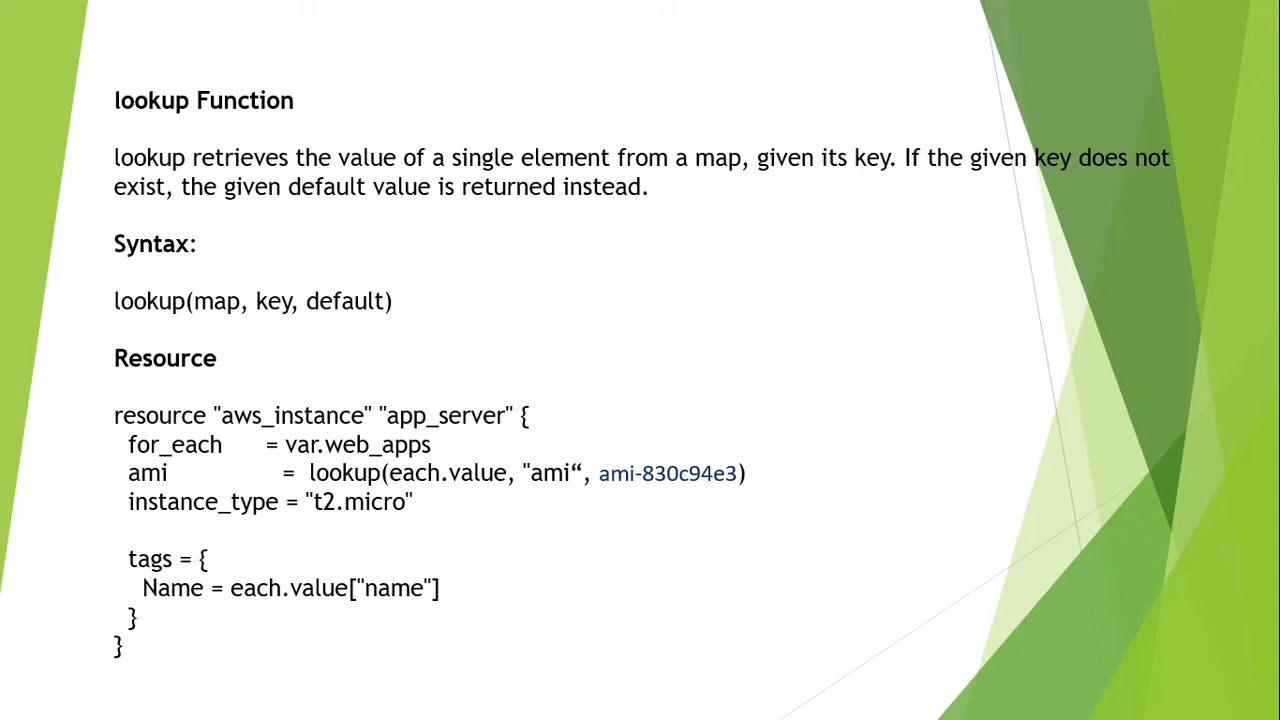 lookup Function
lookup retrieves the value of a single element from a map, given its key. If the given key does not
exist, the given default value is returned instead.
Syntax:
lookup(map, key, default)
Resource
resource "aws_instance" "app_server" {
for_each = var.web_apps
ami = lookup(each.value, "ami“, ami-830c94e3)
instance_type = "t2.micro"
tags = {
Name = each.value["name"]
}
}